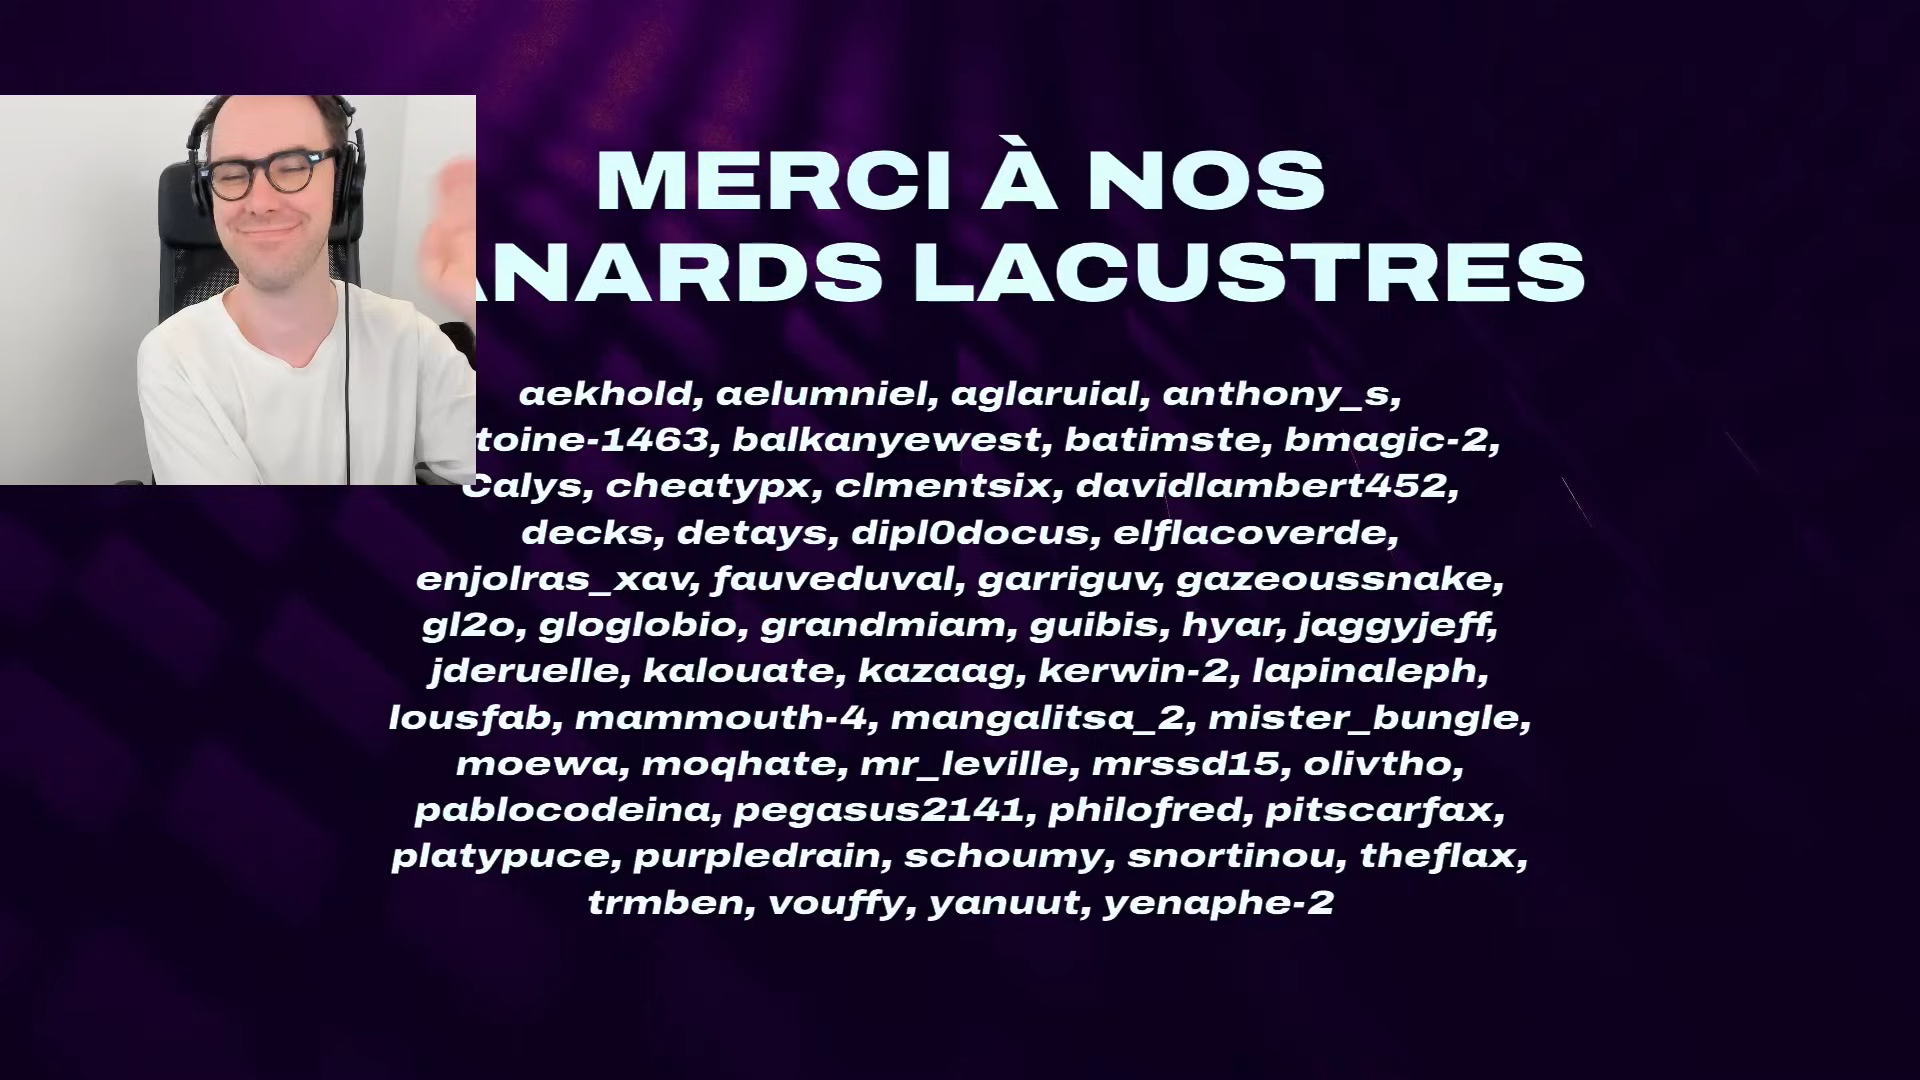 MERCI À NOS
ANARDS LACUSTRES
aekhold, aelumniel, aglaruial, anthony_s,
toine-1463, balkanyewest, batimste, bmagic-2,
Calys, cheatypx, clmentsix, davidlambert452,
decks, detays, dipl0docus, elflacoverde,
enjolras_xav, fauveduval, garriguv, gazeoussnake,
gl2o, gloglobio, grandmiam, guibis, hyar, jaggyjeff,
jderuelle, kalouate, kazaag, kerwin-2, lapinaleph,
lousfab, mammouth-4, mangalitsa_2, mister_bungle,
moewa, moqhate, mr_leville, mrssd15, olivtho,
pablocodeina, pegasus2141, philofred, pitscarfax,
platypuce, purpledrain, schoumy, snortinou, theflax,
trmben, vouffy, yanuut, yenaphe-2